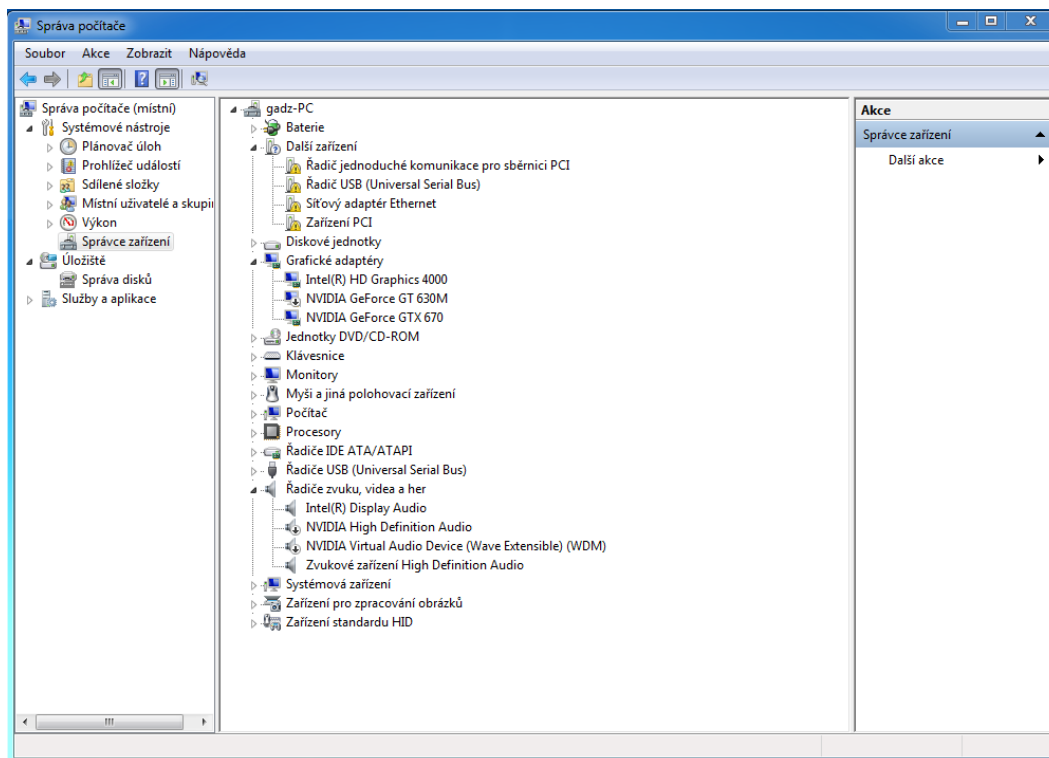 Správa počítače
Soubor Akce Zobrazit Nápověda
Správa počítače (místní)
Systémové nástroje
Plánovač úloh
Prohlížeč událostí
Sdílené složky
Místní uživatelé a skupin
Výkon
Správce zařízení
Úložiště
Správa disků
Služby a aplikace
gadz-PC
Baterie
Další zařízení
Řadič jednoduché komunikace pro sběrnici PCI
Řadič USB (Universal Serial Bus)
Síťový adaptér Ethernet
Zařízení PCI
Diskové jednotky
Grafické adaptéry
Intel(R) HD Graphics 4000
NVIDIA GeForce GT 630M
NVIDIA GeForce GTX 670
Jednotky DVD/CD-ROM
Klávesnice
Monitory
Myši a jiná polohovací zařízení
Počítač
Procesory
Řadiče IDE ATA/ATAPI
Řadiče USB (Universal Serial Bus)
Řadiče zvuku, videa a her
Intel(R) Display Audio
NVIDIA High Definition Audio
NVIDIA Virtual Audio Device (Wave Extensible) (WDM)
Zvukové zařízení High Definition Audio
Systémová zařízení
Zařízení pro zpracování obrázků
Zařízení standardu HID
Akce
Správce zařízení
Další akce